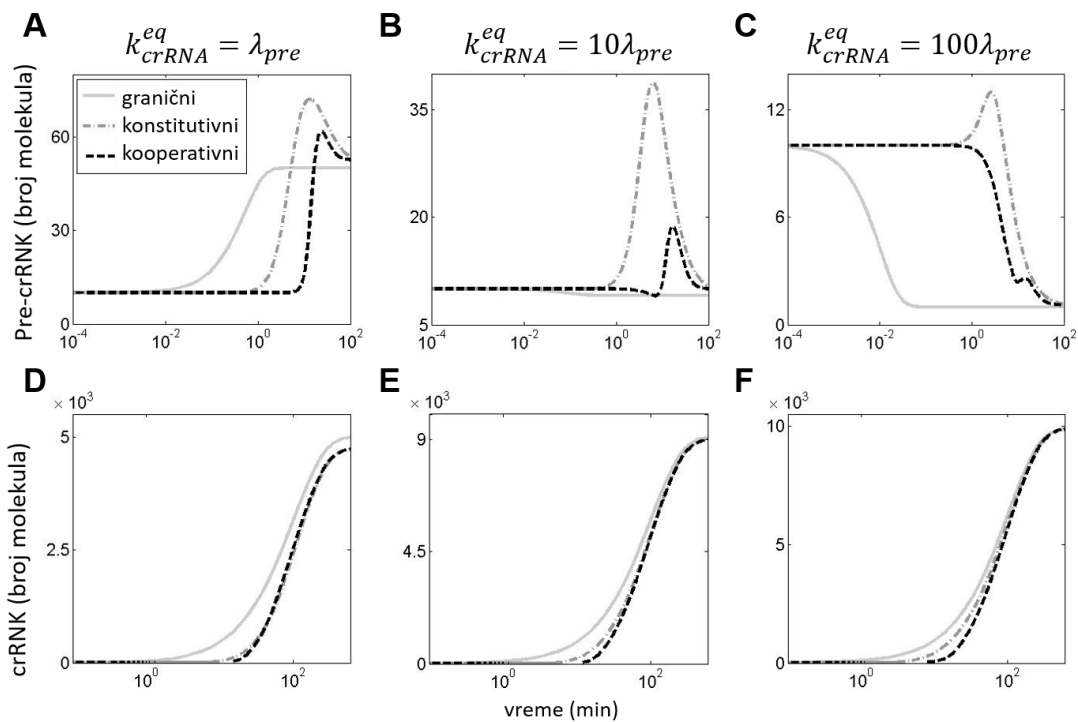 A
k^{eq}_{crRNA} = λ_{pre}
B
k^{eq}_{crRNA} = 10λ_{pre}
C
k^{eq}_{crRNA} = 100λ_{pre}
Pre-crRNK (broj molekula)
60
30
0
granični
konstitutivni
kooperativni
10^{-4}
10^{-2}
10^{0}
10^{2}
35
20
5
10^{-4}
10^{-2}
10^{0}
10^{2}
12
9
6
3
0
10^{-4}
10^{-2}
10^{0}
10^{2}
D
E
F
crRNK (broj molekula)
× 10^{3}
5
2.5
0
10^{0}
10^{2}
× 10^{3}
9
4.5
0
10^{0}
10^{2}
× 10^{3}
10
5
0
10^{0}
10^{2}
vreme (min)